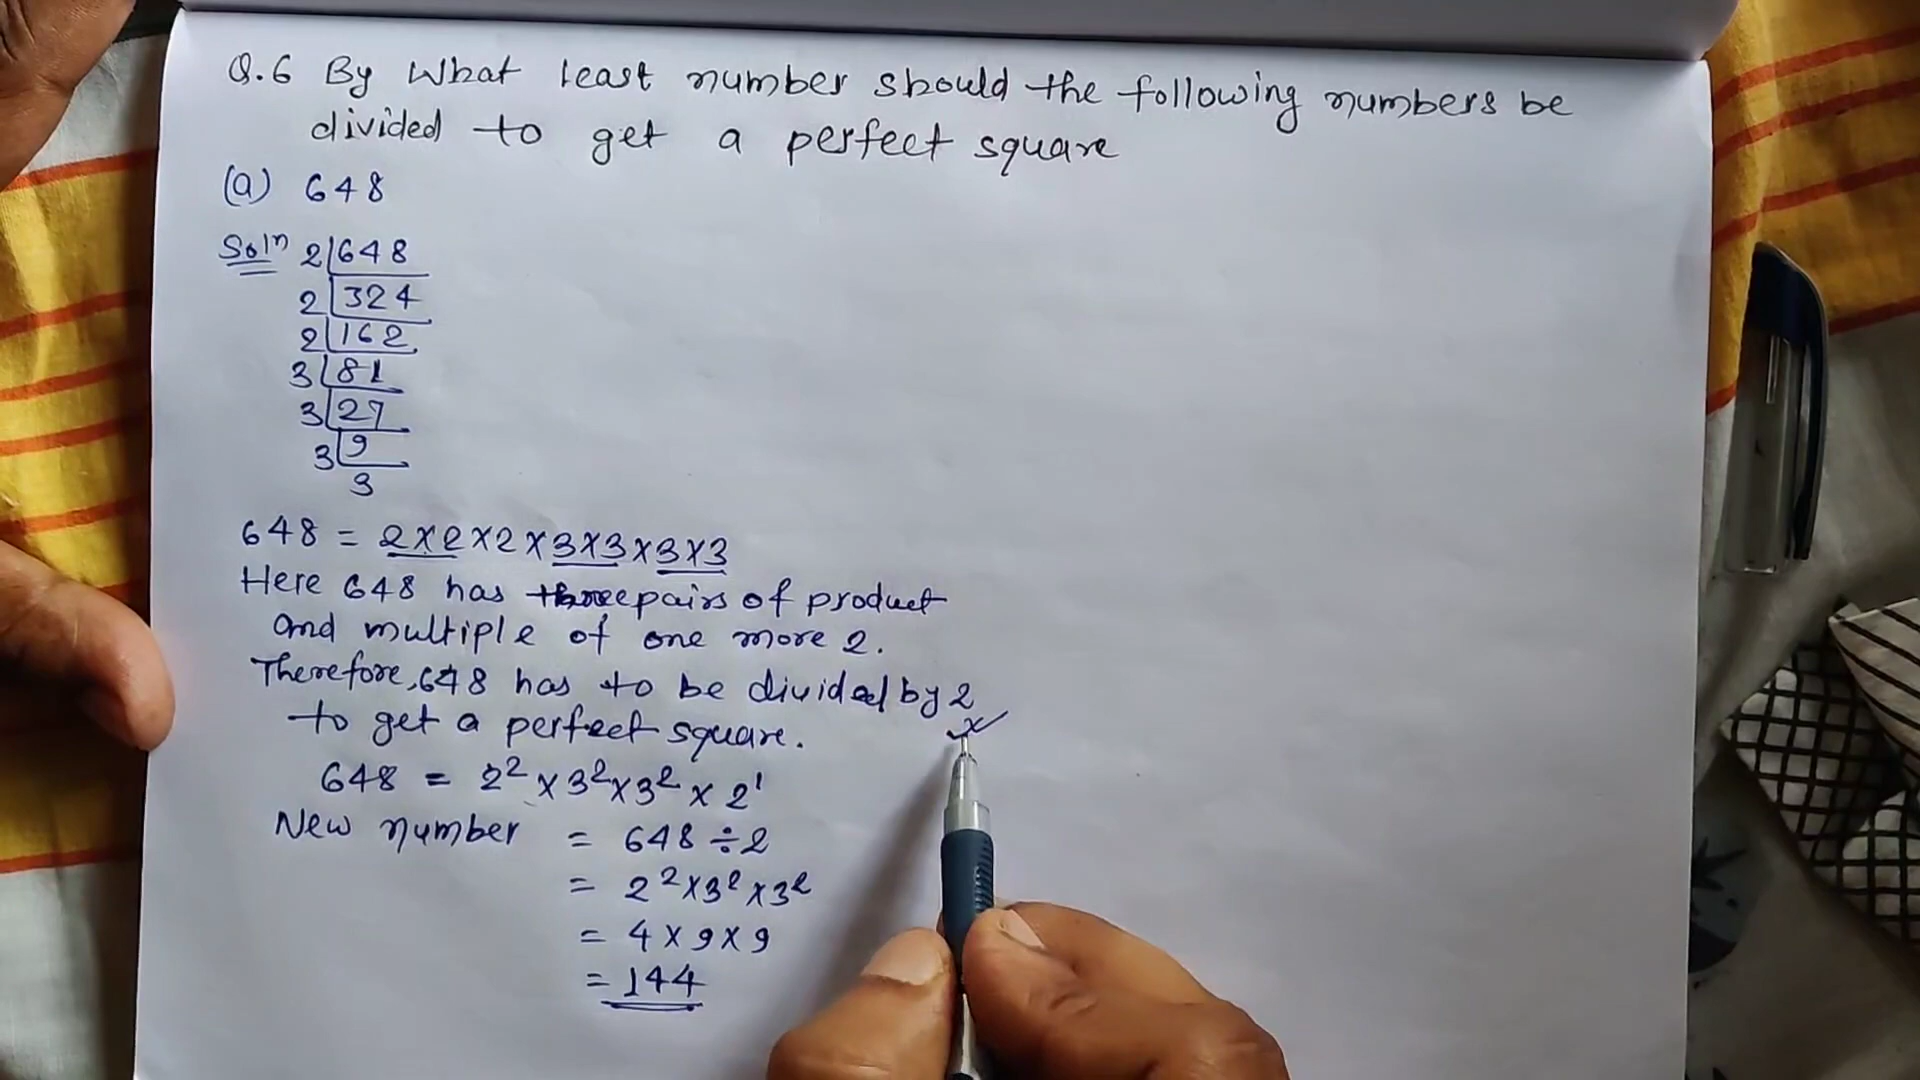 Q.6 By What least number should the following numbers be
divided to get a perfect square
(a) 648
Soln 2|648
2|324
2|162
3|81
3|27
3|9
3
648 = 2×2×2×3×3×3×3
Here 648 has three pairs of product
and multiple of one more 2.
Therefore, 648 has to be divided by 2
to get a perfect square.
648 = 2² × 3² × 3² × 2¹
New number = 648 ÷ 2
= 2² × 3² × 3²
= 4 × 9 × 9
= 144